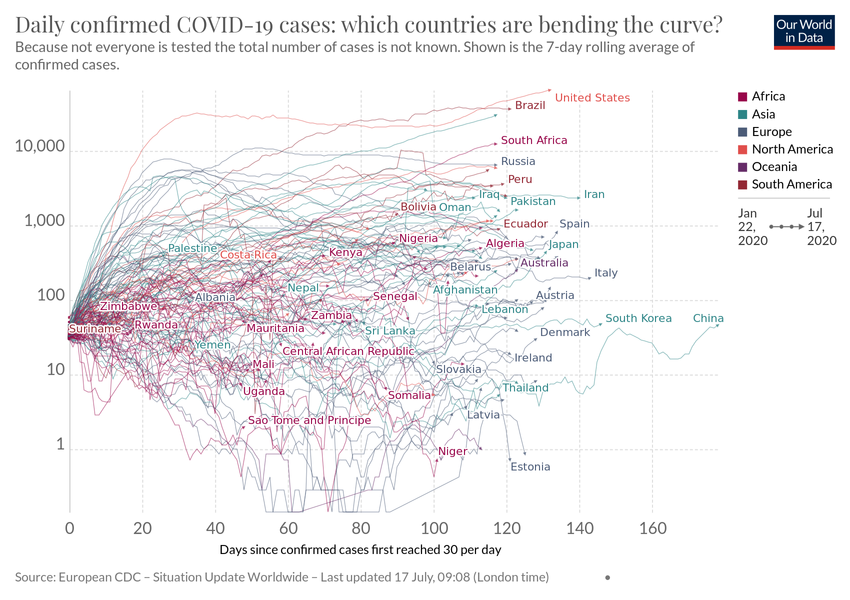 Daily confirmed COVID-19 cases: which countries are bending the curve?
Because not everyone is tested the total number of cases is not known. Shown is the 7-day rolling average of
confirmed cases.
Our World
in Data
10,000
1,000
100
10
1
United States
Brazil
South Africa
Russia
Peru
Iraq
Pakistan
Iran
Bolivia
Oman
Ecuador
Spain
Nigeria
Algeria
Japan
Palestine
Costa Rica
Kenya
Australia
Belarus
Italy
Nepal
Albania
Senegal
Afghanistan
Austria
Zimbabwe
Zambia
Lebanon
South Korea
China
Suriname
Rwanda
Mauritania
Sri Lanka
Denmark
Yemen
Central African Republic
Ireland
Mali
Slovakia
Uganda
Somalia
Thailand
Sao Tome and Principe
Latvia
Niger
Estonia
0
20
40
60
80
100
120
140
160
Days since confirmed cases first reached 30 per day
Africa
Asia
Europe
North America
Oceania
South America
Jan
22,
2020
Jul
17,
2020
Source: European CDC – Situation Update Worldwide – Last updated 17 July, 09:08 (London time)